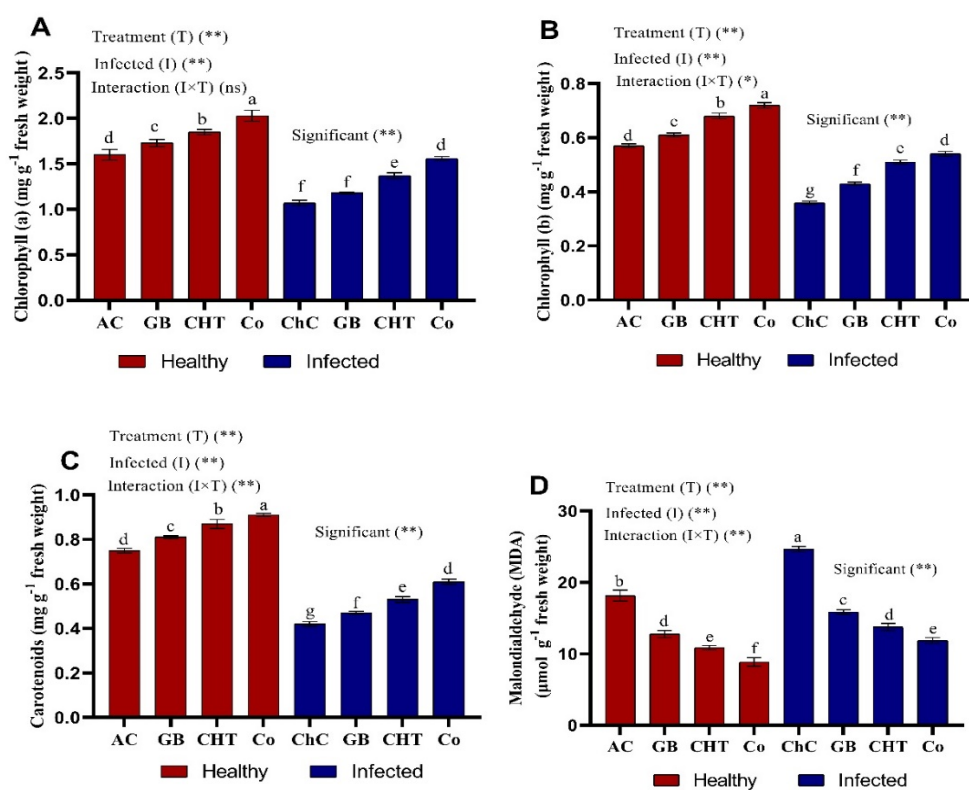 A
Treatment (T) (**)
Infected (I) (**)
Interaction (I×T) (ns)
Significant (**)
Chlorophyll (a) (mg g⁻¹ fresh weight )
2.5
2.0
1.5
1.0
0.5
0.0
d c b a f f e d
AC GB CHT Co ChC GB CHT Co
Healthy Infected
B
Treatment (T) (**)
Infected (I) (**)
Interaction (I×T) (*)
Significant (**)
Chlorophyll (b) (mg g⁻¹ fresh weight )
0.8
0.6
0.4
0.2
0.0
d c b a g f c d
AC GB CHT Co ChC GB CHT Co
Healthy Infected
C
Treatment (T) (**)
Infected (I) (**)
Interaction (I×T) (**)
Significant (**)
Carotenoids (mg g⁻¹ fresh weight)
1.0
0.8
0.6
0.4
0.2
0.0
d c b a g f e d
AC GB CHT Co ChC GB CHT Co
Healthy Infected
D
Treatment (T) (**)
Infected (I) (**)
Interaction (I×T) (**)
Significant (**)
Malondialdehyde (MDA)
(µmol g⁻¹ fresh weight)
30
20
10
0
b d e f a c d e
AC GB CHT Co ChC GB CHT Co
Healthy Infected